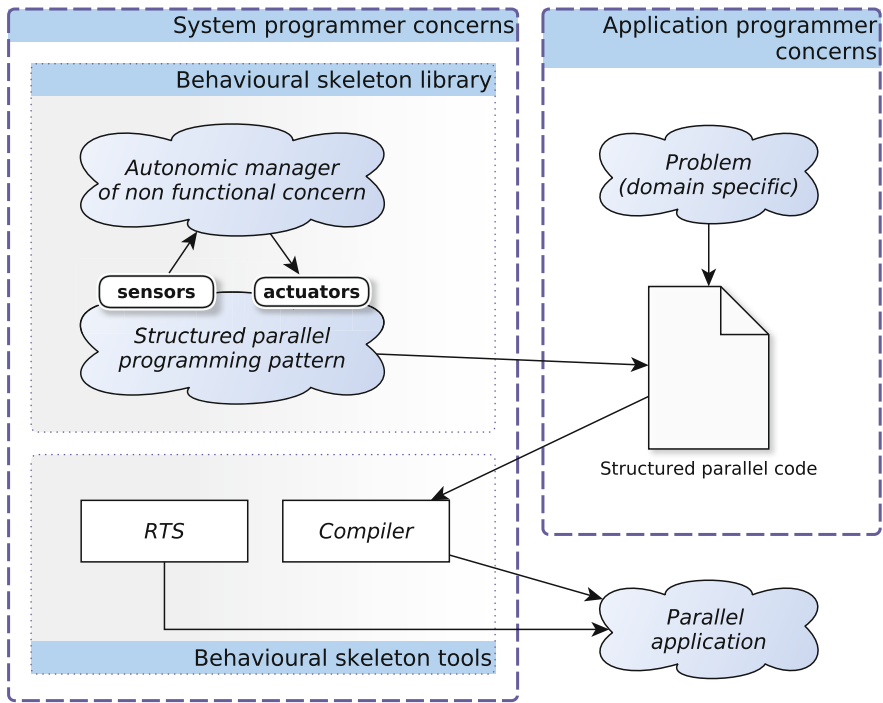 System programmer concerns
Behavioural skeleton library
Autonomic manager
of non functional concern
sensors
actuators
Structured parallel
programming pattern
RTS
Compiler
Behavioural skeleton tools
Application programmer
concerns
Problem
(domain specific)
Structured parallel code
Parallel
application